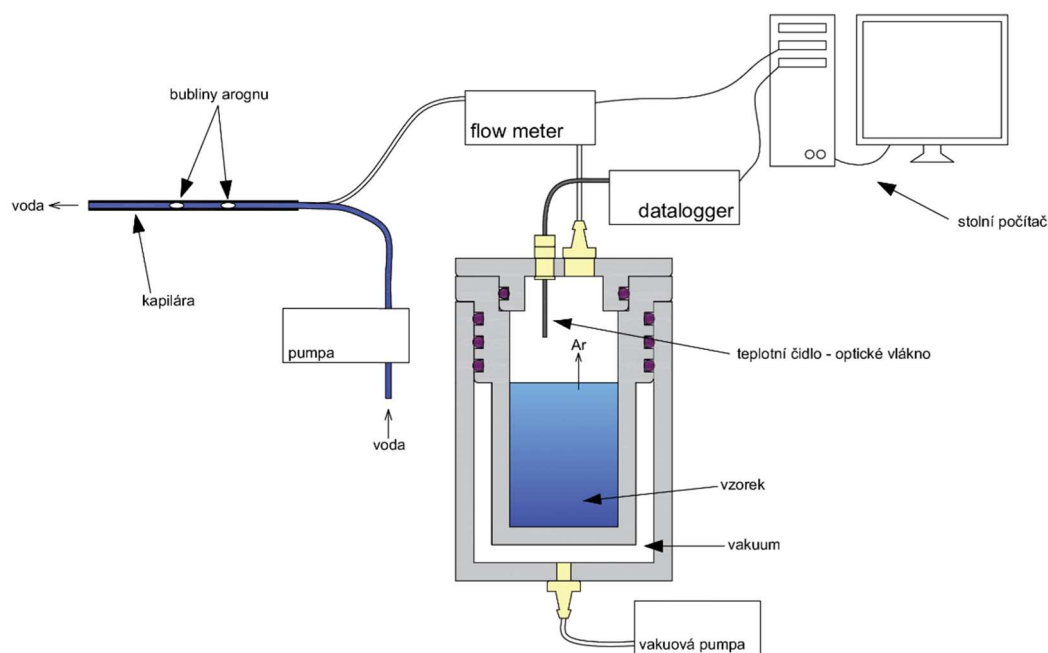 bubliny arognu
flow meter
voda
datalogger
stolní počítač
kapilára
pumpa
teplotní čidlo - optické vlákno
Ar
voda
vzorek
vakuum
vakuová pumpa